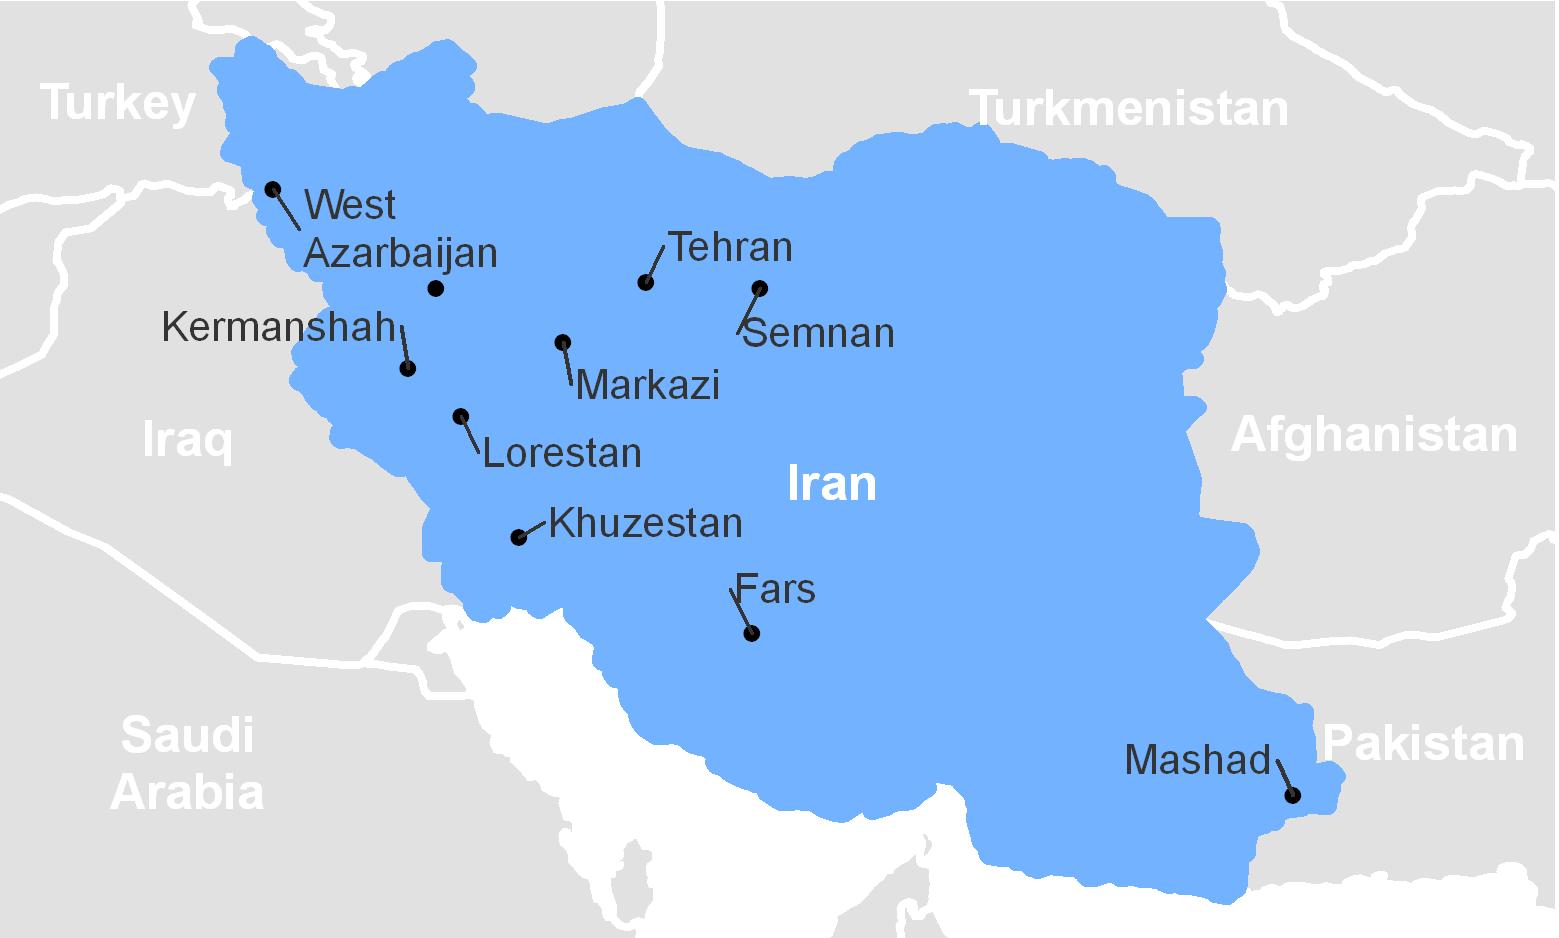 Turkey
Turkmenistan
West
Azarbaijan
Tehran
Kermanshah
Semnan
Markazi
Iraq
Lorestan
Iran
Afghanistan
Khuzestan
Fars
Saudi
Arabia
Mashad
Pakistan